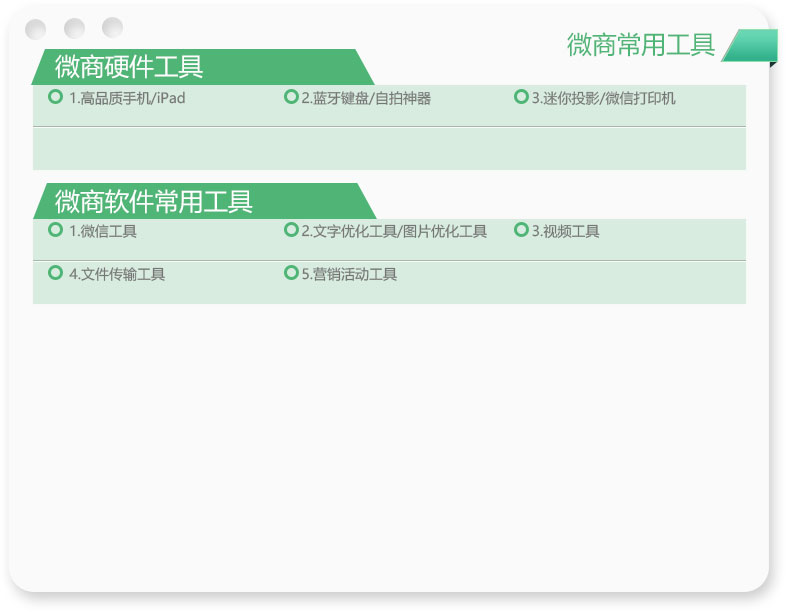 微商常用工具
微商硬件工具
1.高品质手机/iPad 2.蓝牙键盘/自拍神器 3.迷你投影/微信打印机
微商软件常用工具
1.微信工具 2.文字优化工具/图片优化工具 3.视频工具
4.文件传输工具 5.营销活动工具